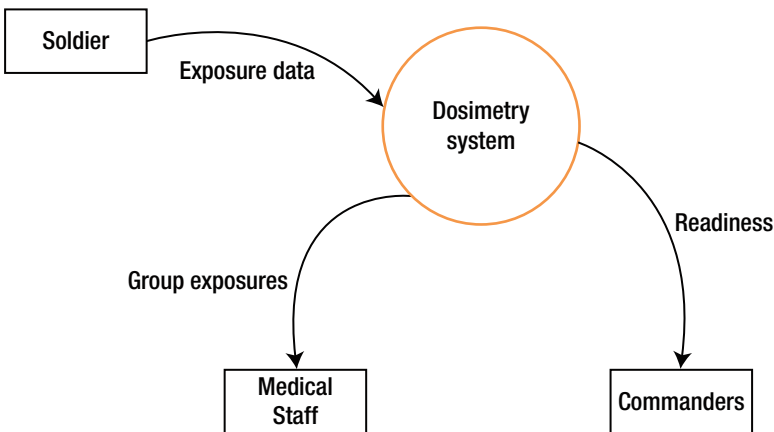 Soldier
Exposure data
Dosimetry
system
Readiness
Group exposures
Medical
Staff
Commanders